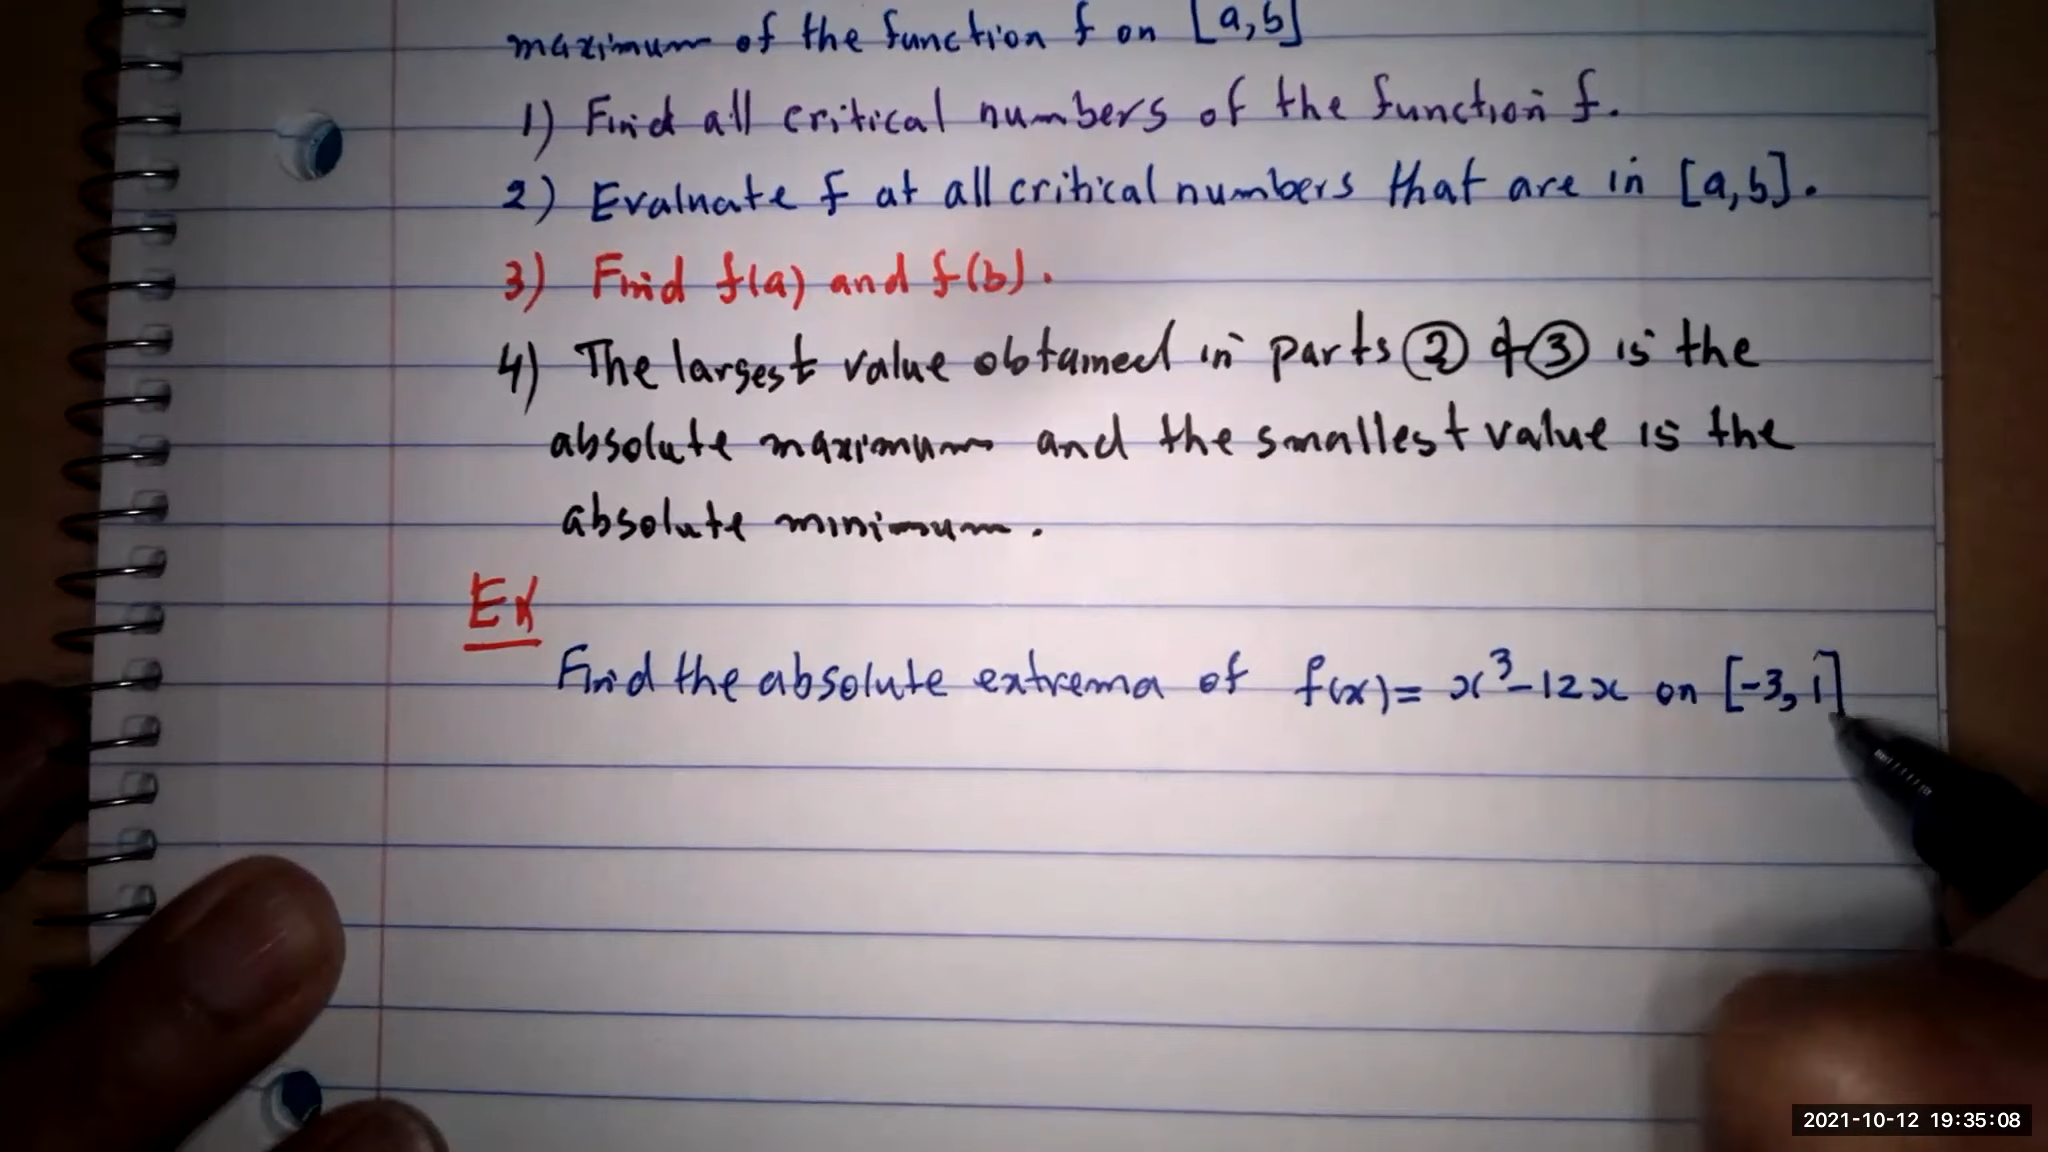 maximum of the function f on [a,b]
1) Find all critical numbers of the function f.
2) Evaluate f at all critical numbers that are in [a,b].
3) Find f(a) and f(b).
4) The largest value obtained in parts ② & ③ is the
absolute maximum and the smallest value is the
absolute minimum.
Ex
Find the absolute extrema of f(x) = x³-12x on [-3, 1]
2021-10-12 19:35:08